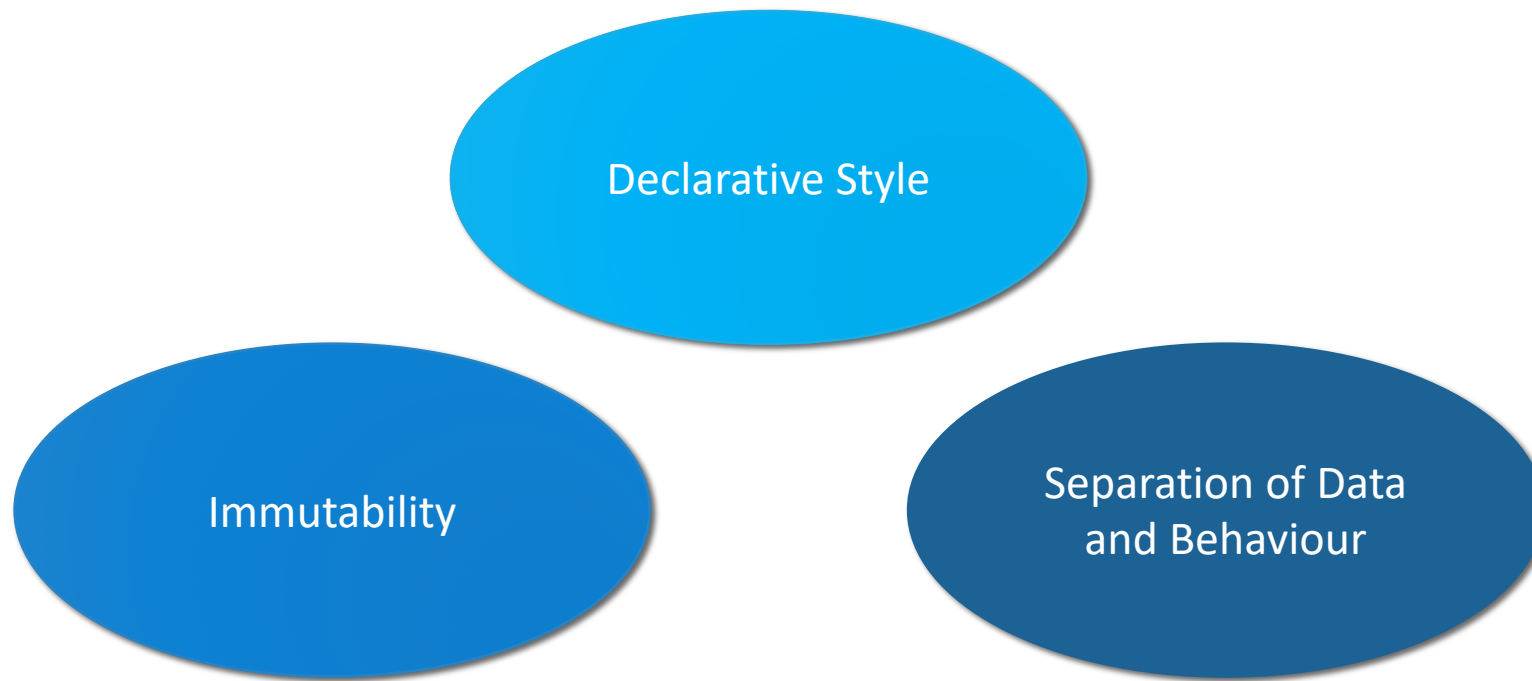 Declarative Style
Immutability
Separation of Data
and Behaviour